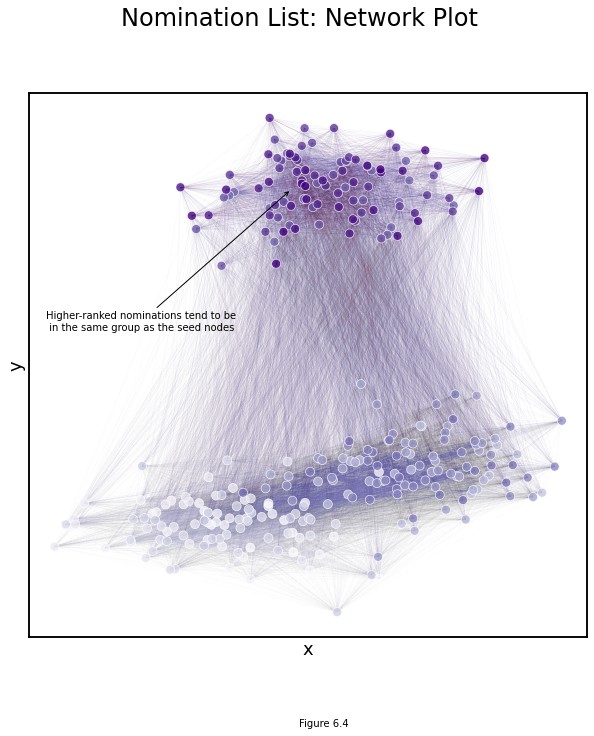 Nomination List: Network Plot
Higher-ranked nominations tend to be
in the same group as the seed nodes
y
x
Figure 6.4